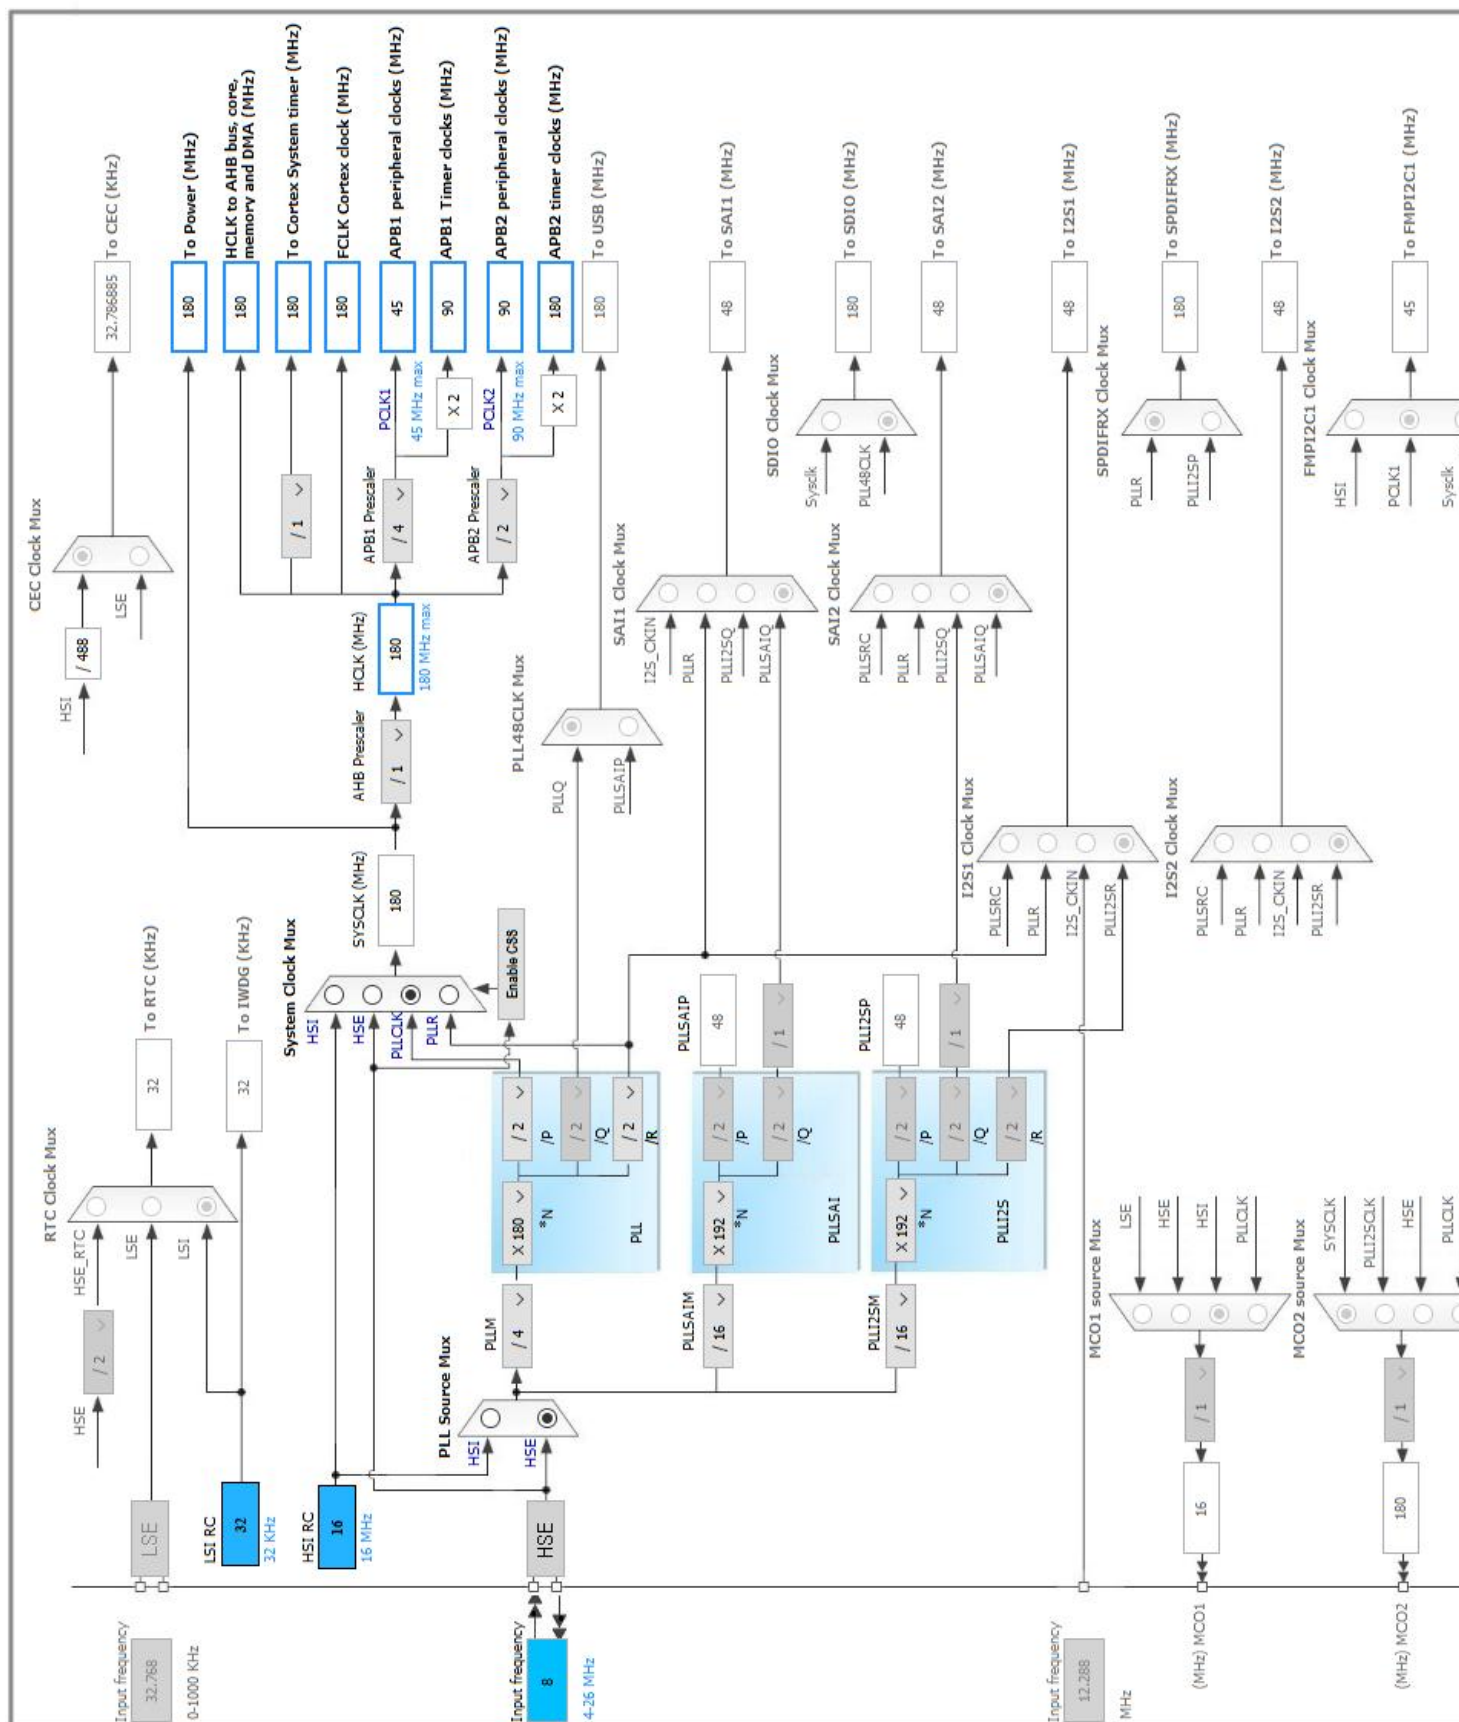 Input frequency
32.768
0-1000 KHz
LSE
HSE
/ 2
HSE_RTC
LSE
LSI
RTC Clock Mux
32
To RTC (KHz)
LSI RC
32
32 KHz
32
To IWDG (KHz)
HSI
/ 488
LSE
CEC Clock Mux
32.786885
To CEC (KHz)
HSI RC
16
16 MHz
Input frequency
8
4-26 MHz
HSE
PLL Source Mux
HSI
HSE
PLLM
/ 4
X 180
*N
PLL
/ 2
/P
/ 2
/Q
/ 2
/R
System Clock Mux
HSI
HSE
PLLCLK
PLLR
Enable CSS
SYSCLK (MHz)
180
AHB Prescaler
/ 1
HCLK (MHz)
180
180 MHz max
/ 1
APB1 Prescaler
/ 4
PCLK1
45 MHz max
X 2
APB2 Prescaler
/ 2
PCLK2
90 MHz max
X 2
180
To Power (MHz)
180
HCLK to AHB bus, core,
memory and DMA (MHz)
180
To Cortex System timer (MHz)
180
FCLK Cortex clock (MHz)
45
APB1 peripheral clocks (MHz)
90
APB1 Timer clocks (MHz)
90
APB2 peripheral clocks (MHz)
180
APB2 timer clocks (MHz)
PLLQ
PLLSAIP
PLL48CLK Mux
180
To USB (MHz)
PLLSAIM
/ 16
X 192
*N
PLLSAI
/ 2
/P
/ 2
/Q
PLLSAIP
48
/ 1
I2S_CKIN
PLLR
PLLI2SQ
PLLSAIQ
SAI1 Clock Mux
48
To SAI1 (MHz)
Sysclk
PLL48CLK
SDIO Clock Mux
180
To SDIO (MHz)
PLLI2SM
/ 16
X 192
*N
PLLI2S
/ 2
/P
/ 2
/Q
/ 2
/R
PLLI2SP
48
/ 1
PLLSRC
PLLR
PLLI2SQ
PLLSAIQ
SAI2 Clock Mux
48
To SAI2 (MHz)
I2S1 Clock Mux
PLLSRC
PLLR
I2S_CKIN
PLLI2SR
48
To I2S1 (MHz)
PLLR
PLLI2SP
SPDIFRX Clock Mux
180
To SPDIFRX (MHz)
I2S2 Clock Mux
PLLSRC
PLLR
I2S_CKIN
PLLI2SR
48
To I2S2 (MHz)
HSI
PCLK1
Sysclk
FMPI2C1 Clock Mux
45
To FMPI2C1 (MHz)
Input frequency
12.288
MHz
MCO1 source Mux
LSE
HSE
HSI
PLLCLK
/ 1
16
(MHz) MCO1
MCO2 source Mux
SYSCLK
PLLI2SCLK
HSE
PLLCLK
/ 1
180
(MHz) MCO2